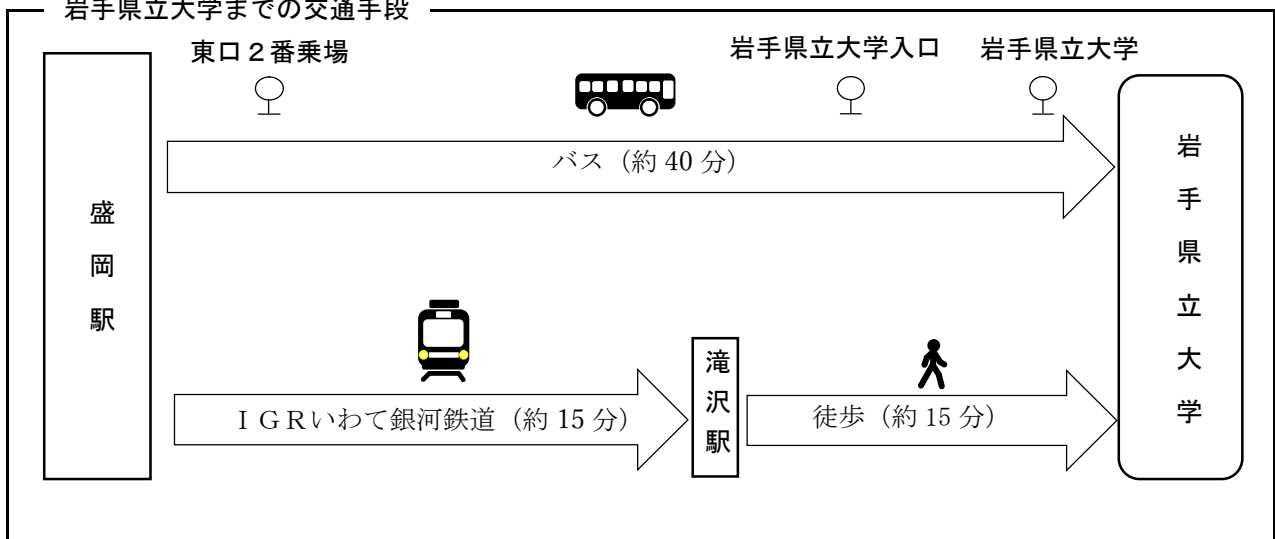 岩手県立大学までの交通手段
東口２番乗場
岩手県立大学入口
岩手県立大学
バス（約 40 分）
盛岡駅
岩手県立大学
ＩＧＲいわて銀河鉄道（約 15 分）
滝沢駅
徒歩（約 15 分）